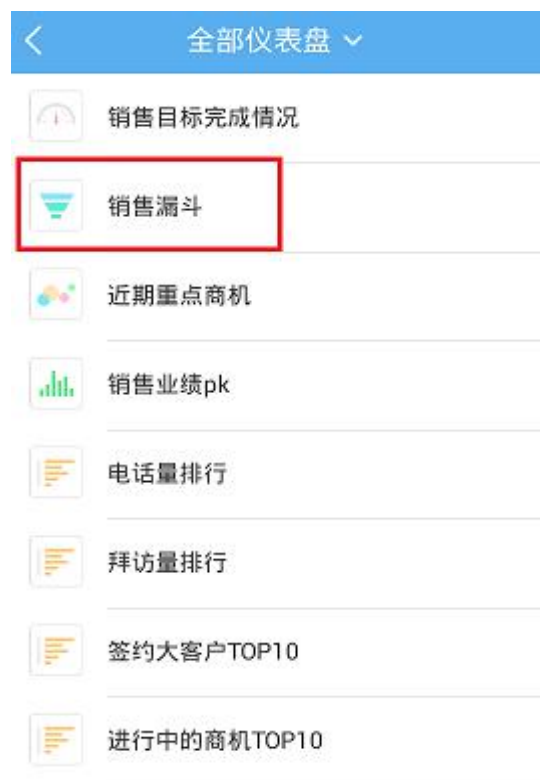 全部仪表盘
销售目标完成情况
销售漏斗
近期重点商机
销售业绩pk
电话量排行
拜访量排行
签约大客户TOP10
进行中的商机TOP10